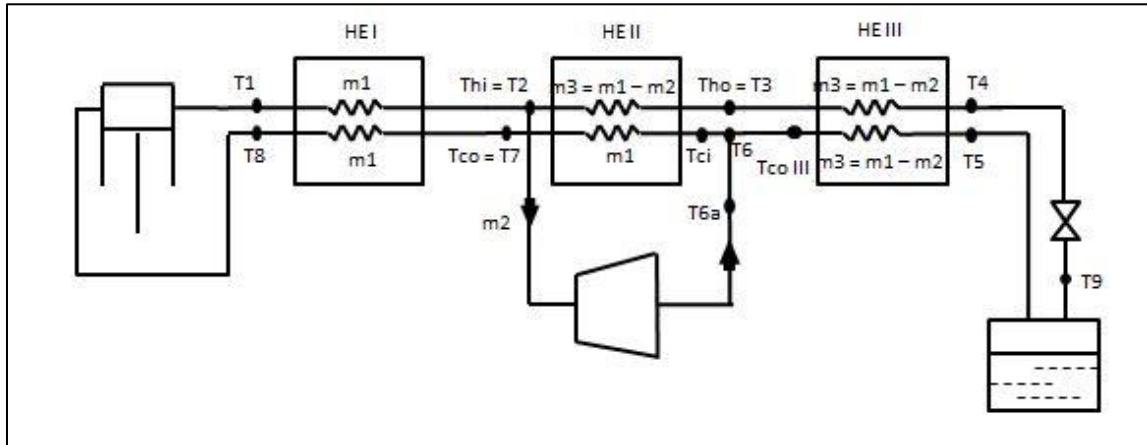 HE I
HE II
HE III
T1
m1
Thi = T2
m3 = m1 – m2
Tho = T3
m3 = m1 – m2
T4
T8
m1
Tco = T7
m1
Tci
T6
Tco III
m3 = m1 – m2
T5
m2
T6a
T9